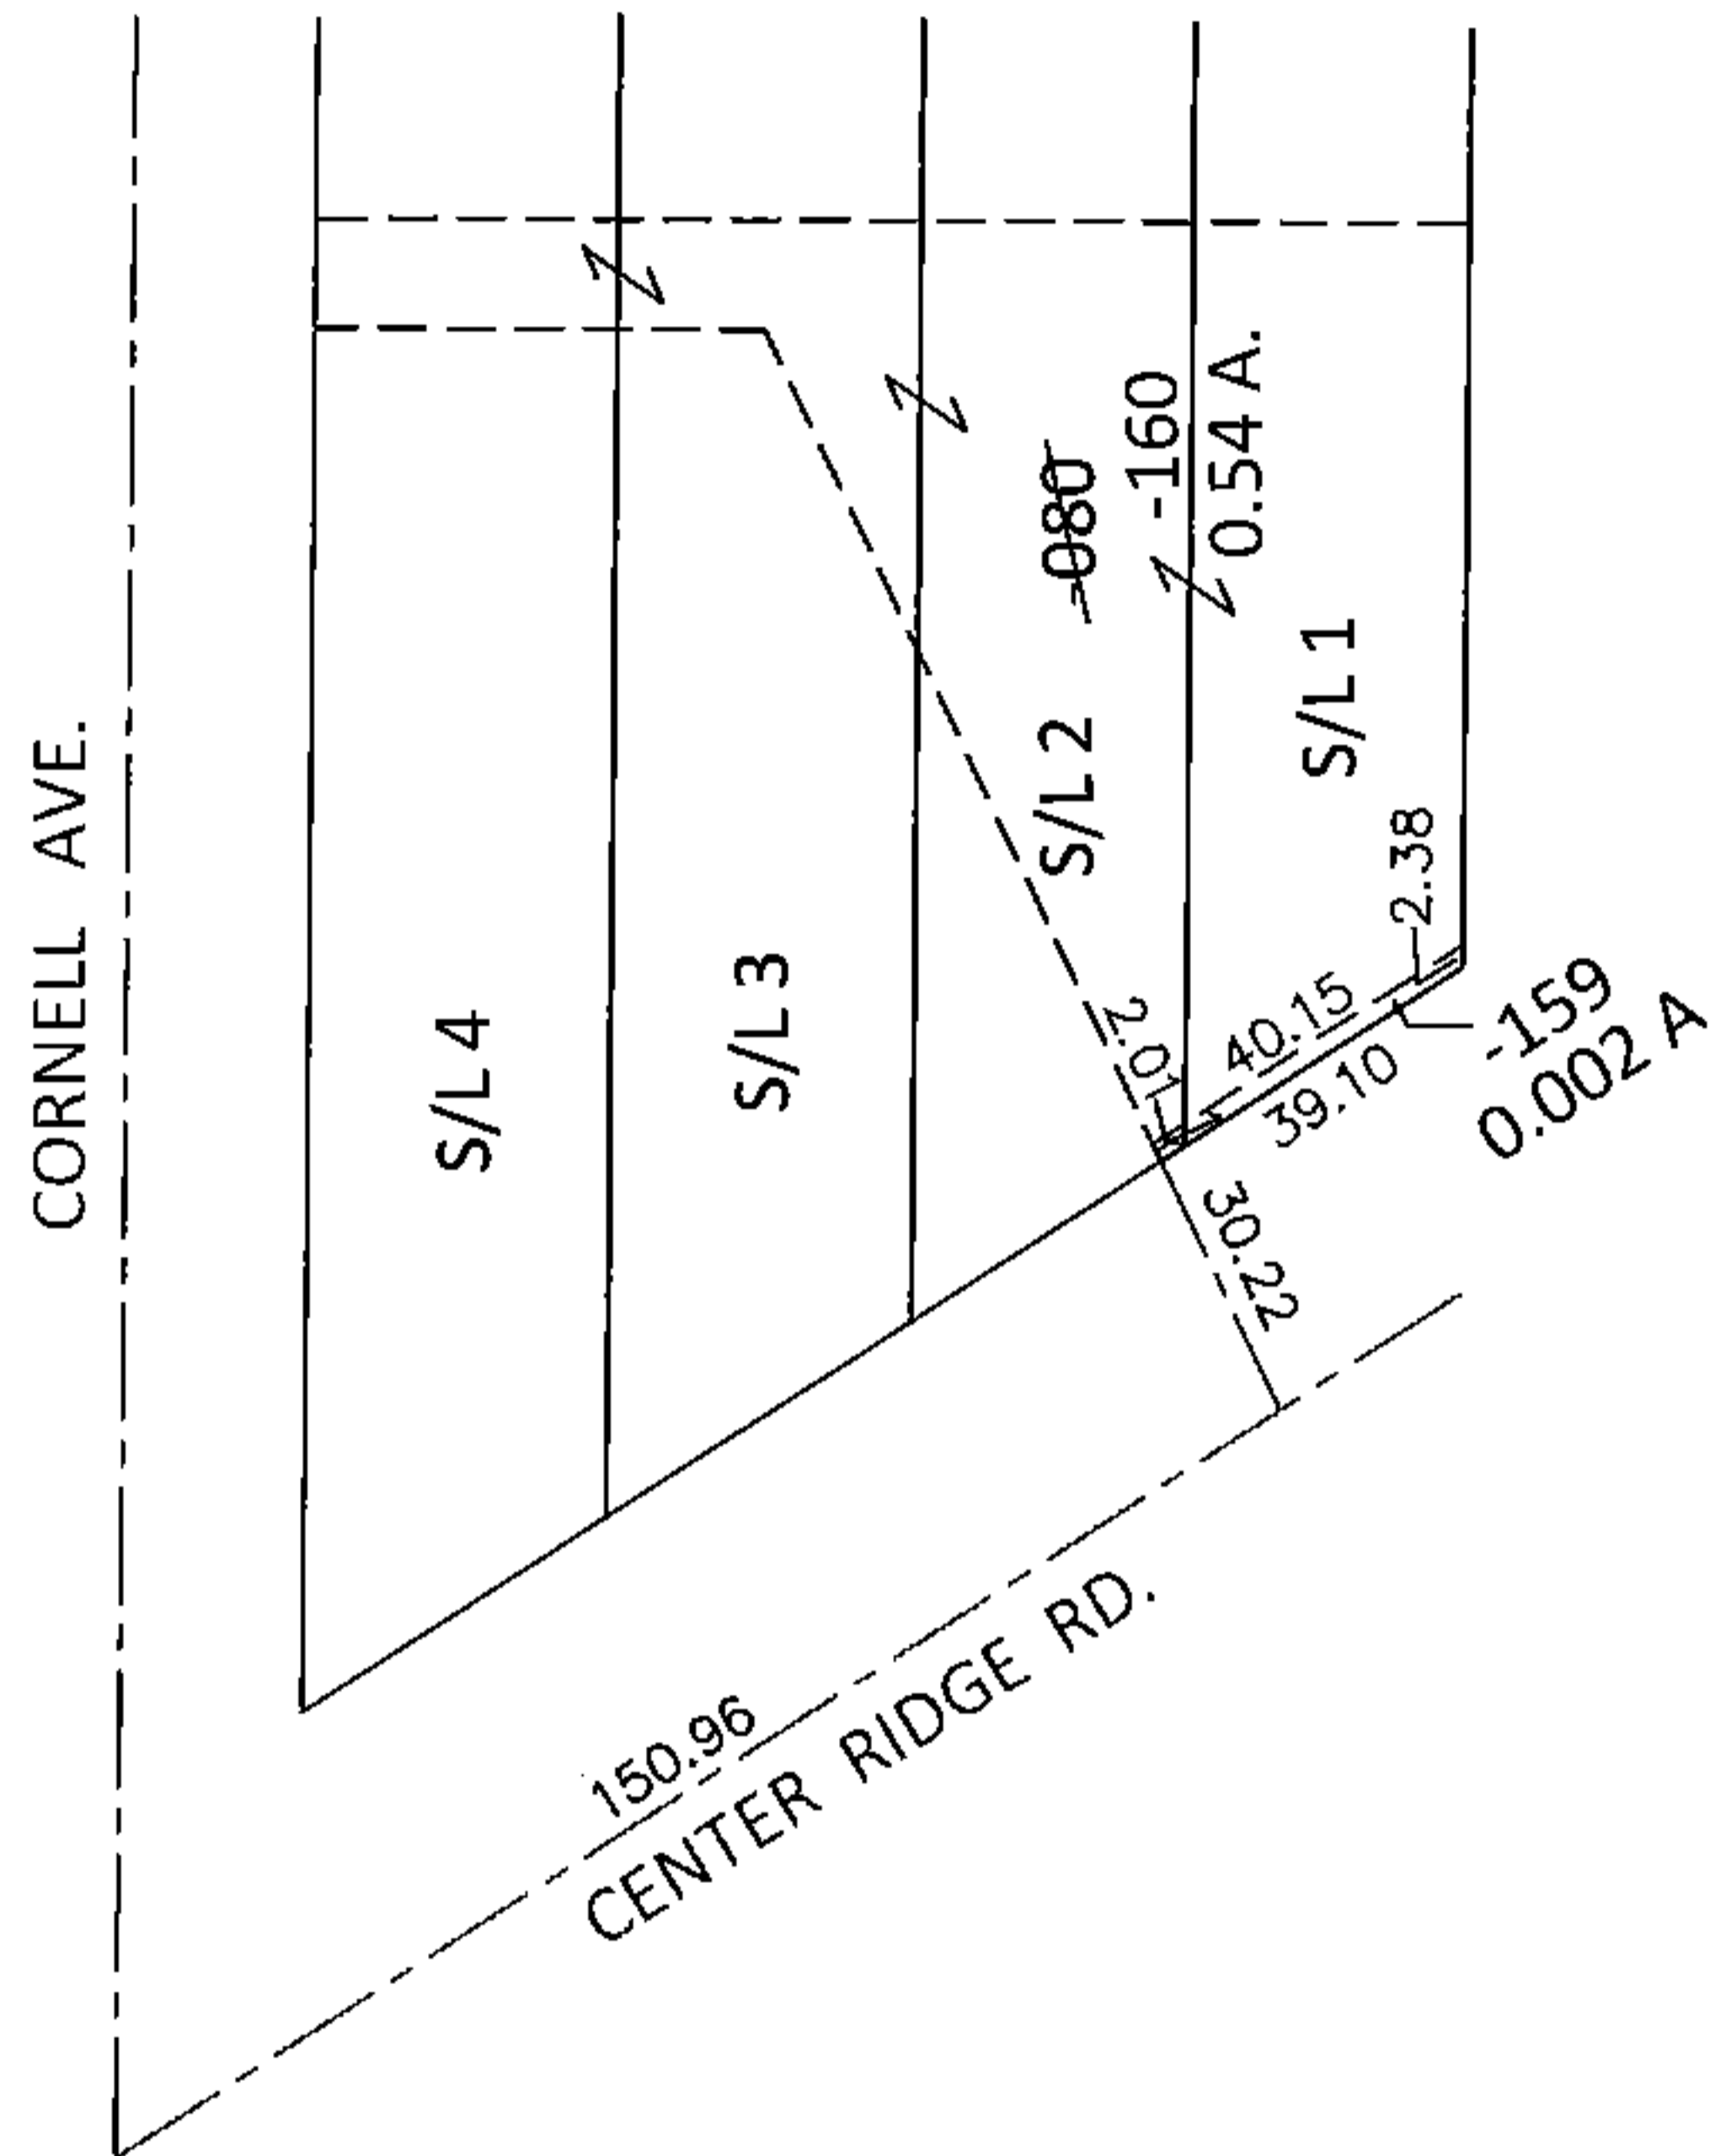 CORNELL AVE.
S/L 4
S/L 3
S/L 2
-080
-160
0.54 A.
S/L 1
2.38
2.01
40.15
39.10
-159
0.002 A
30.22
150.96
CENTER RIDGE RD.